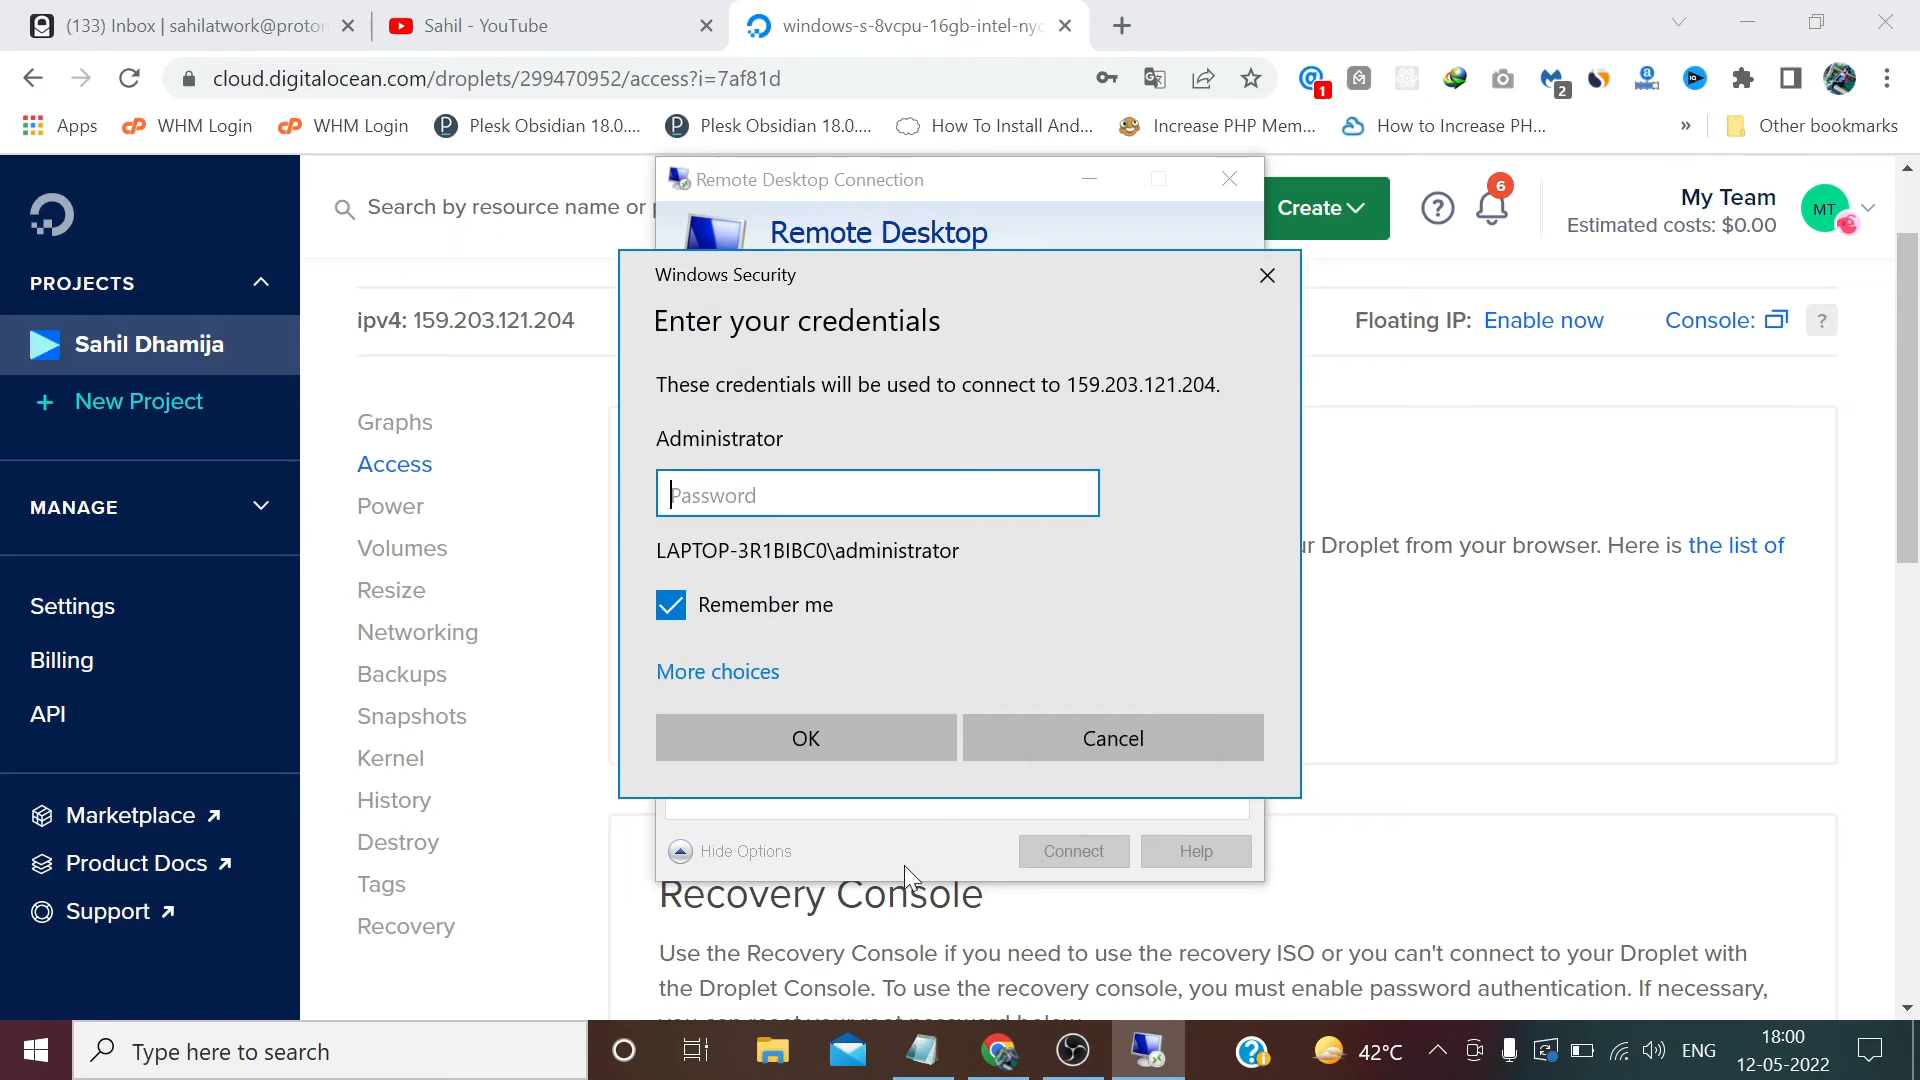 (133) Inbox | sahilatwork@proton
Sahil - YouTube
windows-s-8vcpu-16gb-intel-nyc
cloud.digitalocean.com/droplets/299470952/access?i=7af81d
1
2
Apps
WHM Login
WHM Login
Plesk Obsidian 18.0....
Plesk Obsidian 18.0....
How To Install And...
Increase PHP Mem...
How to Increase PH...
»
Other bookmarks
PROJECTS
Sahil Dhamija
+ New Project
MANAGE
Settings
Billing
API
Marketplace
Product Docs
Support
Search by resource name or
Create
?
6
My Team
Estimated costs: $0.00
MT
ipv4: 159.203.121.204
Floating IP: Enable now
Console:
?
Graphs
Access
Power
Volumes
Resize
Networking
Backups
Snapshots
Kernel
History
Destroy
Tags
Recovery
Droplet from your browser. Here is the list of
Remote Desktop Connection
Remote Desktop
Windows Security
Enter your credentials
These credentials will be used to connect to 159.203.121.204.
Administrator
Password
LAPTOP-3R1BIBC0\administrator
Remember me
More choices
OK
Cancel
Hide Options
Connect
Help
Recovery Console
Use the Recovery Console if you need to use the recovery ISO or you can't connect to your Droplet with
the Droplet Console. To use the recovery console, you must enable password authentication. If necessary,
you can reset your root password below.
Type here to search
42°C
ENG
18:00
12-05-2022